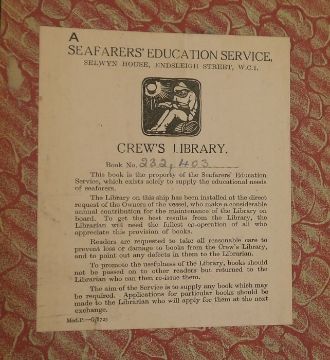 A
SEAFARERS' EDUCATION SERVICE,
SELWYN HOUSE, ENDSLEIGH STREET, W.C.1.
CREW'S LIBRARY.
Book No. 232,403
This book is the property of the Seafarers' Education
Service, which exists solely to supply the educational needs
of seafarers.
The Library on this ship has been installed at the direct
request of the Owners of the vessel, who make a considerable
annual contribution for the maintenance of the Library on
board. To get the best results from the Library, the
Librarian will need the fullest co-operation of all who
appreciate this provision of books.
Readers are requested to take all reasonable care to
prevent loss or damage to books from the Crew's Library,
and to point out any defects in them to the Librarian.
To promote the usefulness of the Library, books should
not be passed on to other readers but returned to the
Librarian who can then re-issue them.
The aim of the Service is to supply any book which may
be required. Applications for particular books should be
made to the Librarian who will apply for them at the next
exchange.